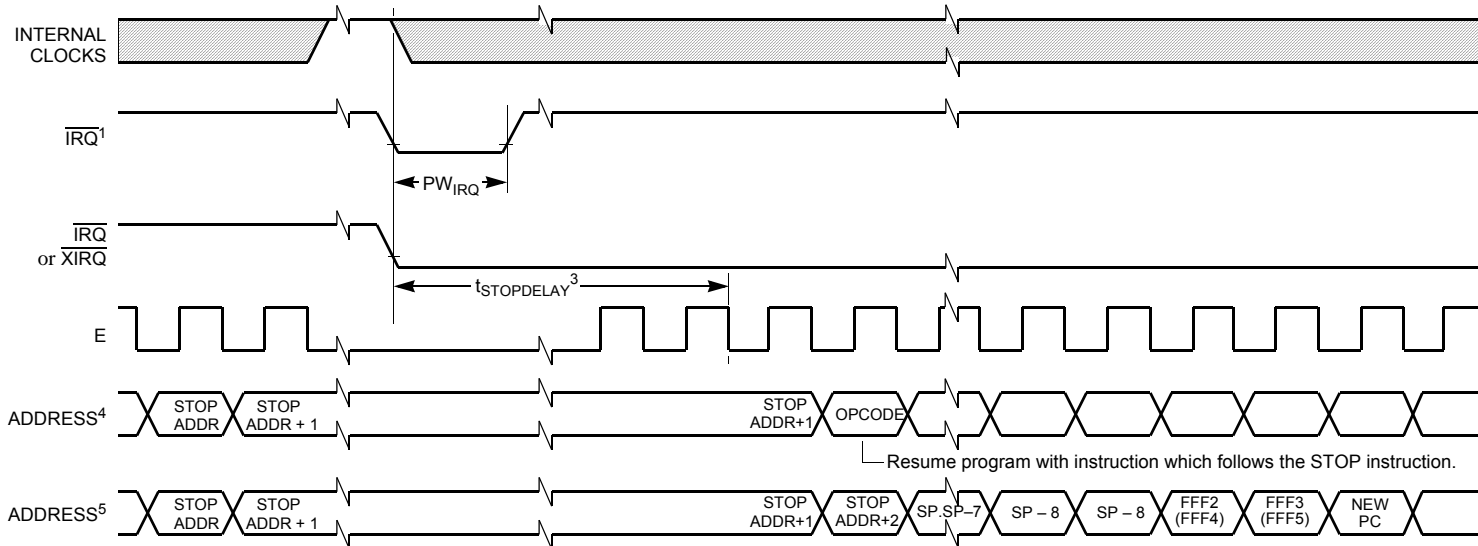 INTERNAL
CLOCKS
IRQ1
PWIRQ
IRQ
or XIRQ
tSTOPDELAY3
E
ADDRESS4
STOP
ADDR
STOP
ADDR + 1
STOP
ADDR+1
OPCODE
Resume program with instruction which follows the STOP instruction.
ADDRESS5
STOP
ADDR
STOP
ADDR + 1
STOP
ADDR+1
STOP
ADDR+2
SP.SP–7
SP – 8
SP – 8
FFF2
(FFF4)
FFF3
(FFF5)
NEW
PC